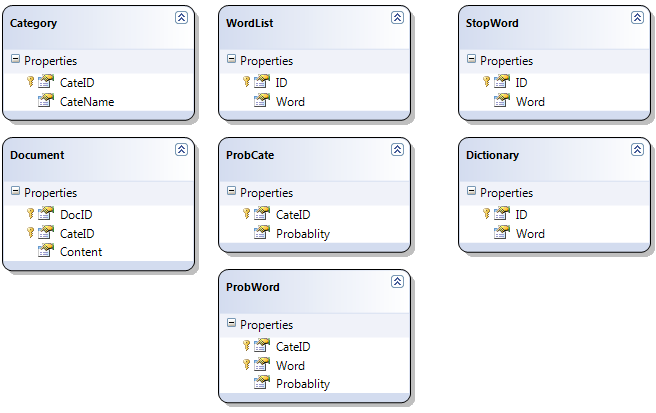 Category
Properties
CateID
CateName
WordList
Properties
ID
Word
StopWord
Properties
ID
Word
Document
Properties
DocID
CateID
Content
ProbCate
Properties
CateID
Probablity
Dictionary
Properties
ID
Word
ProbWord
Properties
CateID
Word
Probablity